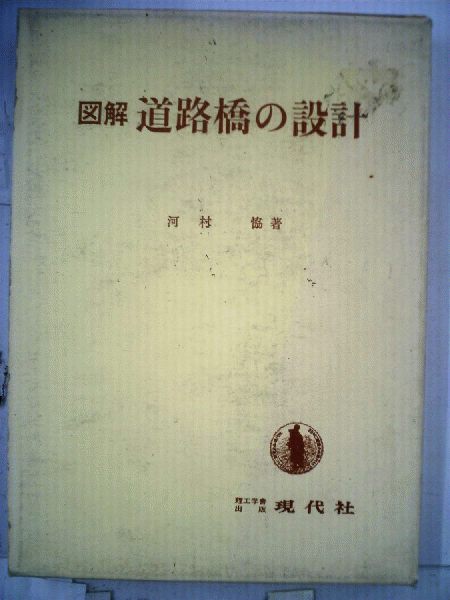 図解 道路橋の設計
河村 恊著
理工学書
出版 現代社